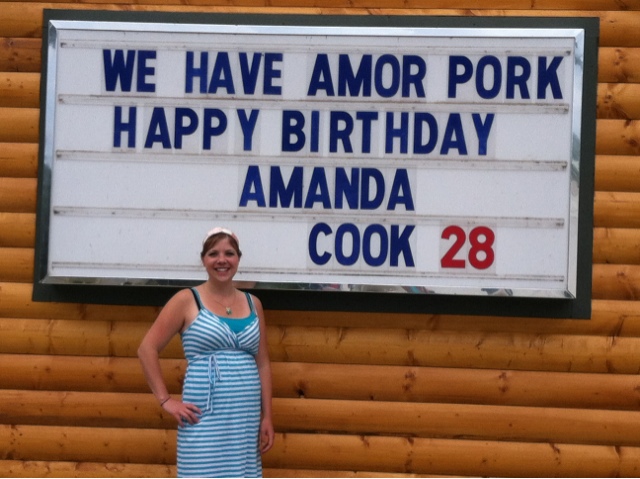 WE HAVE AMOR PORK
HAPPY BIRTHDAY
AMANDA
COOK 28